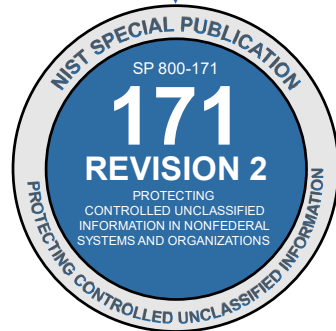 NIST SPECIAL PUBLICATION
SP 800-171
171
REVISION 2
PROTECTING
CONTROLLED UNCLASSIFIED
INFORMATION IN NONFEDERAL
SYSTEMS AND ORGANIZATIONS
PROTECTING CONTROLLED UNCLASSIFIED INFORMATION